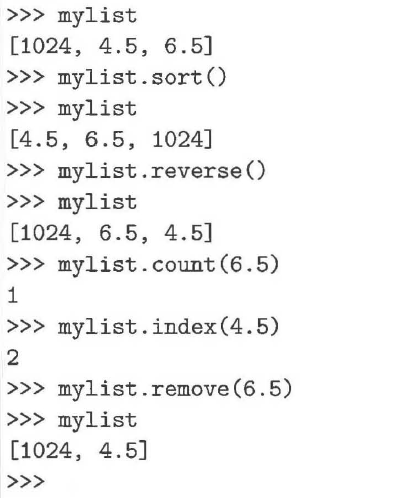 >>> mylist
[1024, 4.5, 6.5]
>>> mylist.sort()
>>> mylist
[4.5, 6.5, 1024]
>>> mylist.reverse()
>>> mylist
[1024, 6.5, 4.5]
>>> mylist.count(6.5)
1
>>> mylist.index(4.5)
2
>>> mylist.remove(6.5)
>>> mylist
[1024, 4.5]
>>>